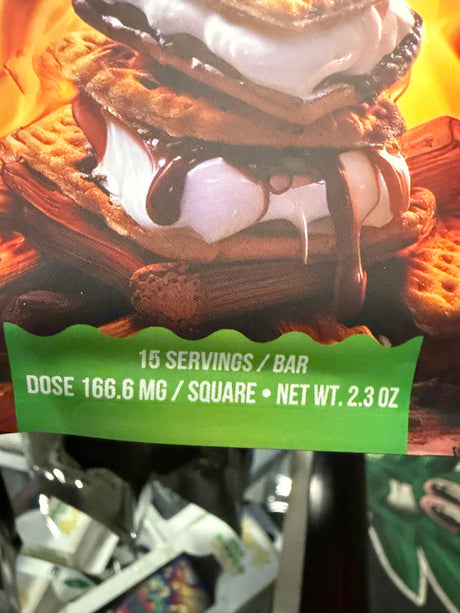 15 SERVINGS / BAR
DOSE 166.6 MG / SQUARE • NET WT. 2.3 OZ